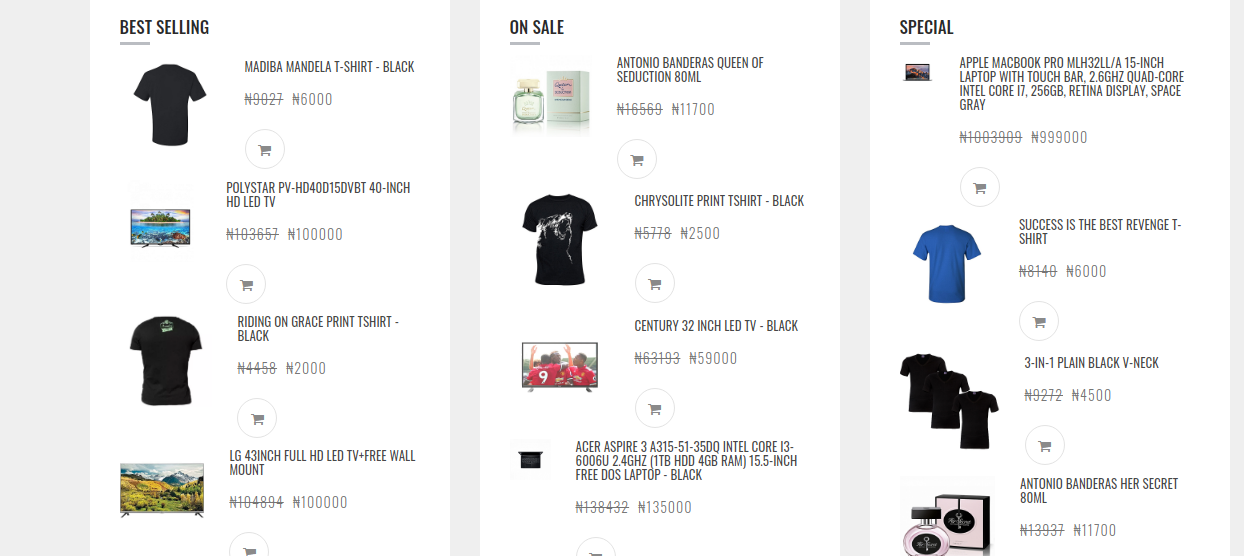 BEST SELLING
MADIBA MANDELA T-SHIRT - BLACK
₦9027 ₦6000
POLYSTAR PV-HD40D15DVBT 40-INCH
HD LED TV
₦103657 ₦100000
RIDING ON GRACE PRINT TSHIRT -
BLACK
₦4458 ₦2000
LG 43INCH FULL HD LED TV+FREE WALL
MOUNT
₦104894 ₦100000
ON SALE
ANTONIO BANDERAS QUEEN OF
SEDUCTION 80ML
₦16569 ₦11700
CHRYSOLITE PRINT TSHIRT - BLACK
₦5778 ₦2500
CENTURY 32 INCH LED TV - BLACK
₦63193 ₦59000
9
ACER ASPIRE 3 A315-51-35DQ INTEL CORE I3-
6006U 2.4GHZ (1TB HDD 4GB RAM) 15.5-INCH
FREE DOS LAPTOP - BLACK
₦138432 ₦135000
SPECIAL
APPLE MACBOOK PRO MLH32LL/A 15-INCH
LAPTOP WITH TOUCH BAR, 2.6GHZ QUAD-CORE
INTEL CORE I7, 256GB, RETINA DISPLAY, SPACE
GRAY
₦1003909 ₦999000
SUCCESS IS THE BEST REVENGE T-
SHIRT
₦8140 ₦6000
3-IN-1 PLAIN BLACK V-NECK
₦9272 ₦4500
ANTONIO BANDERAS HER SECRET
80ML
₦13937 ₦11700